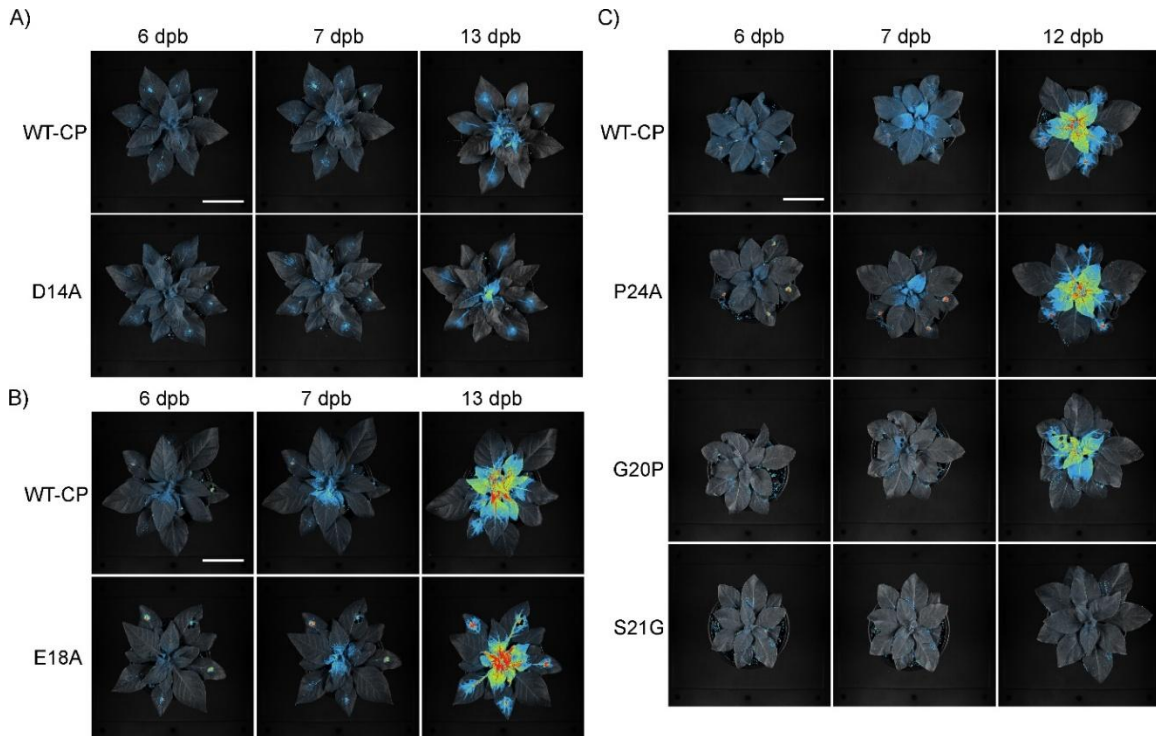 A)
6 dpb 7 dpb 13 dpb
WT-CP
D14A
B)
6 dpb 7 dpb 13 dpb
WT-CP
E18A
C)
6 dpb 7 dpb 12 dpb
WT-CP
P24A
G20P
S21G